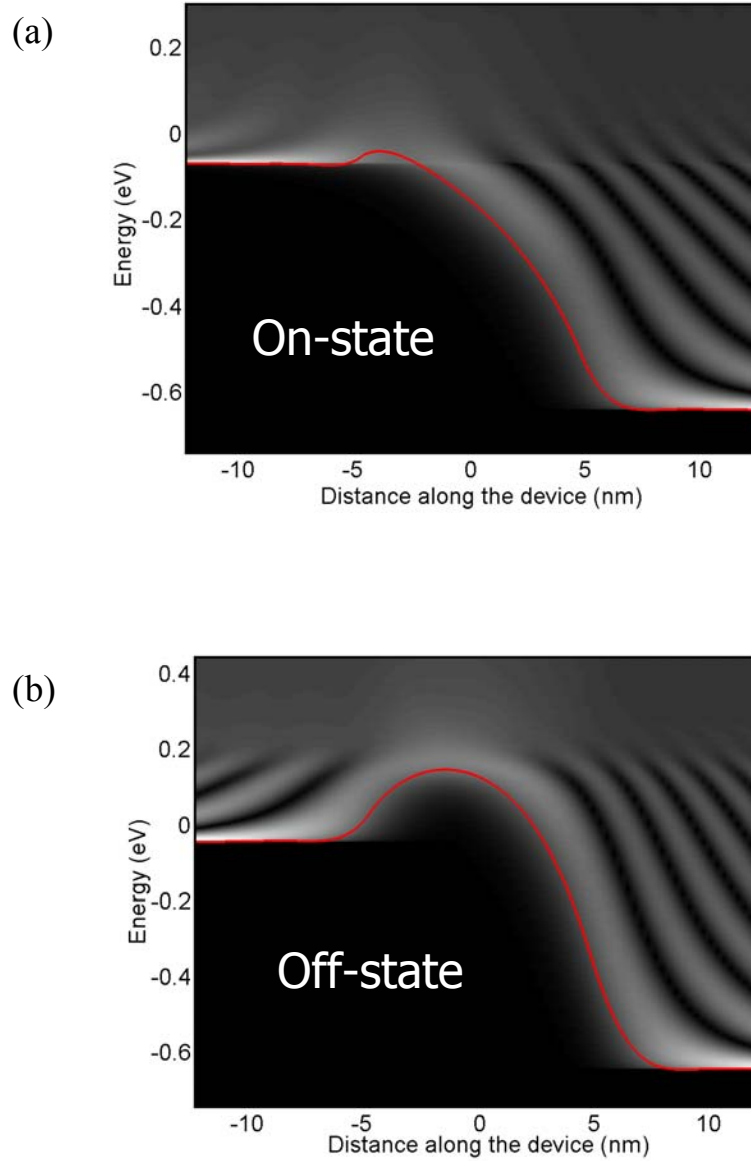 (a)
0.2
0
-0.2
-0.4
-0.6
Energy (eV)
On-state
-10 -5 0 5 10
Distance along the device (nm)
(b)
0.4
0.2
0
-0.2
-0.4
-0.6
Energy (eV)
Off-state
-10 -5 0 5 10
Distance along the device (nm)